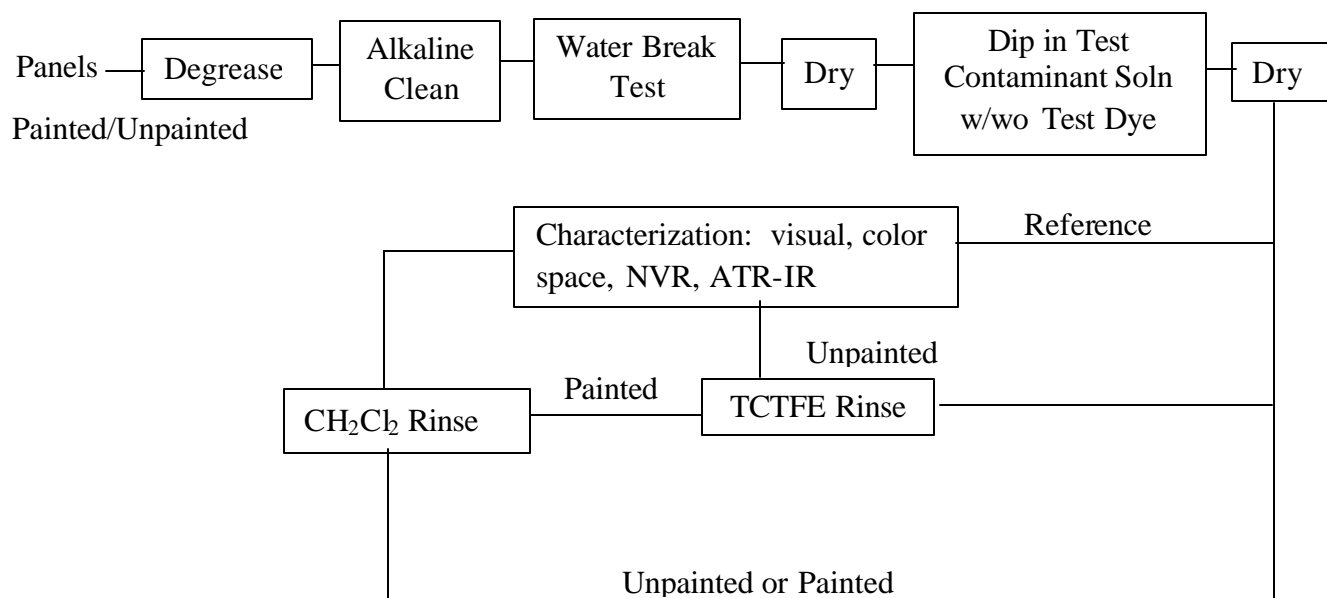 Panels
Painted/Unpainted
Degrease
Alkaline
Clean
Water Break
Test
Dry
Dip in Test
Contaminant Soln
w/wo Test Dye
Dry
Reference
Characterization: visual, color
space, NVR, ATR-IR
Unpainted
Painted
TCTFE Rinse
CH₂Cl₂ Rinse
Unpainted or Painted